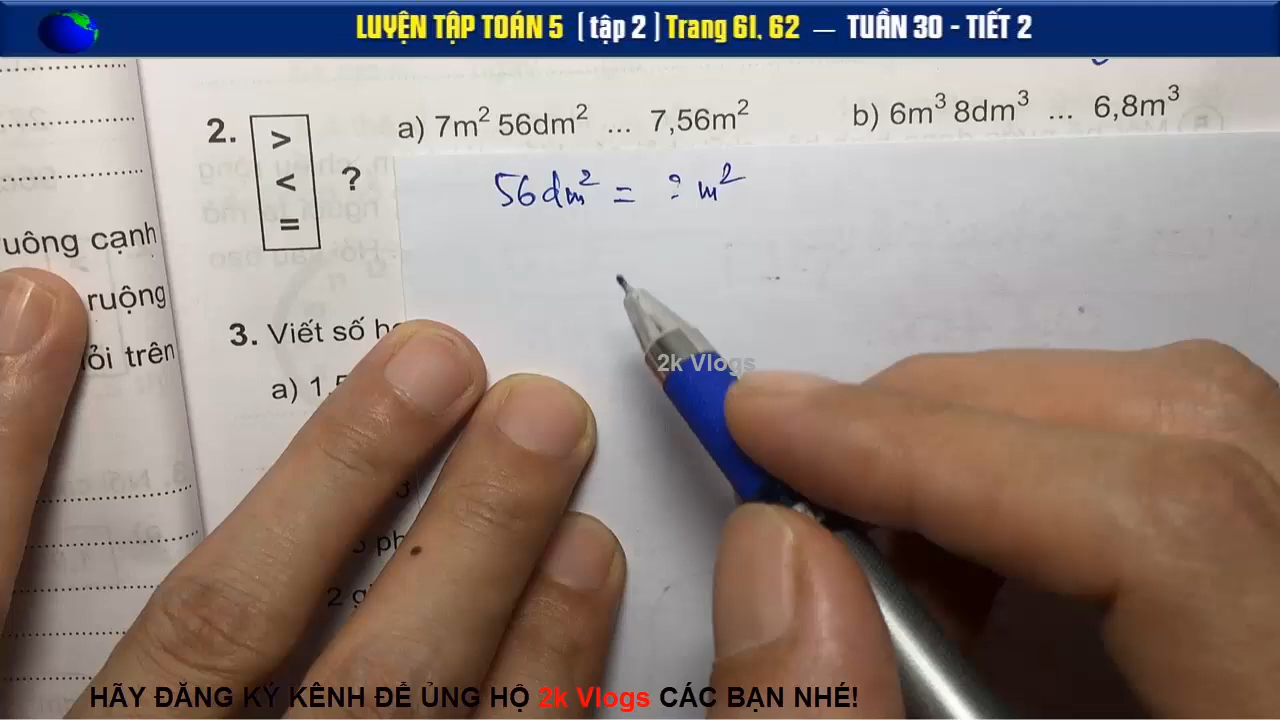 LUYỆN TẬP TOÁN 5 [ tập 2 ] Trang 61, 62 — TUẦN 30 - TIẾT 2
2. > < = ? a) 7m² 56dm² ... 7,56m² b) 6m³ 8dm³ ... 6,8m³
56dm² = ? m²
uông cạnh
ruộng
ỏi trên
3. Viết số
a) 1,5
2k Vlogs
ph
2 g
HÃY ĐĂNG KÝ KÊNH ĐỂ ỦNG HỘ 2k Vlogs CÁC BẠN NHÉ!